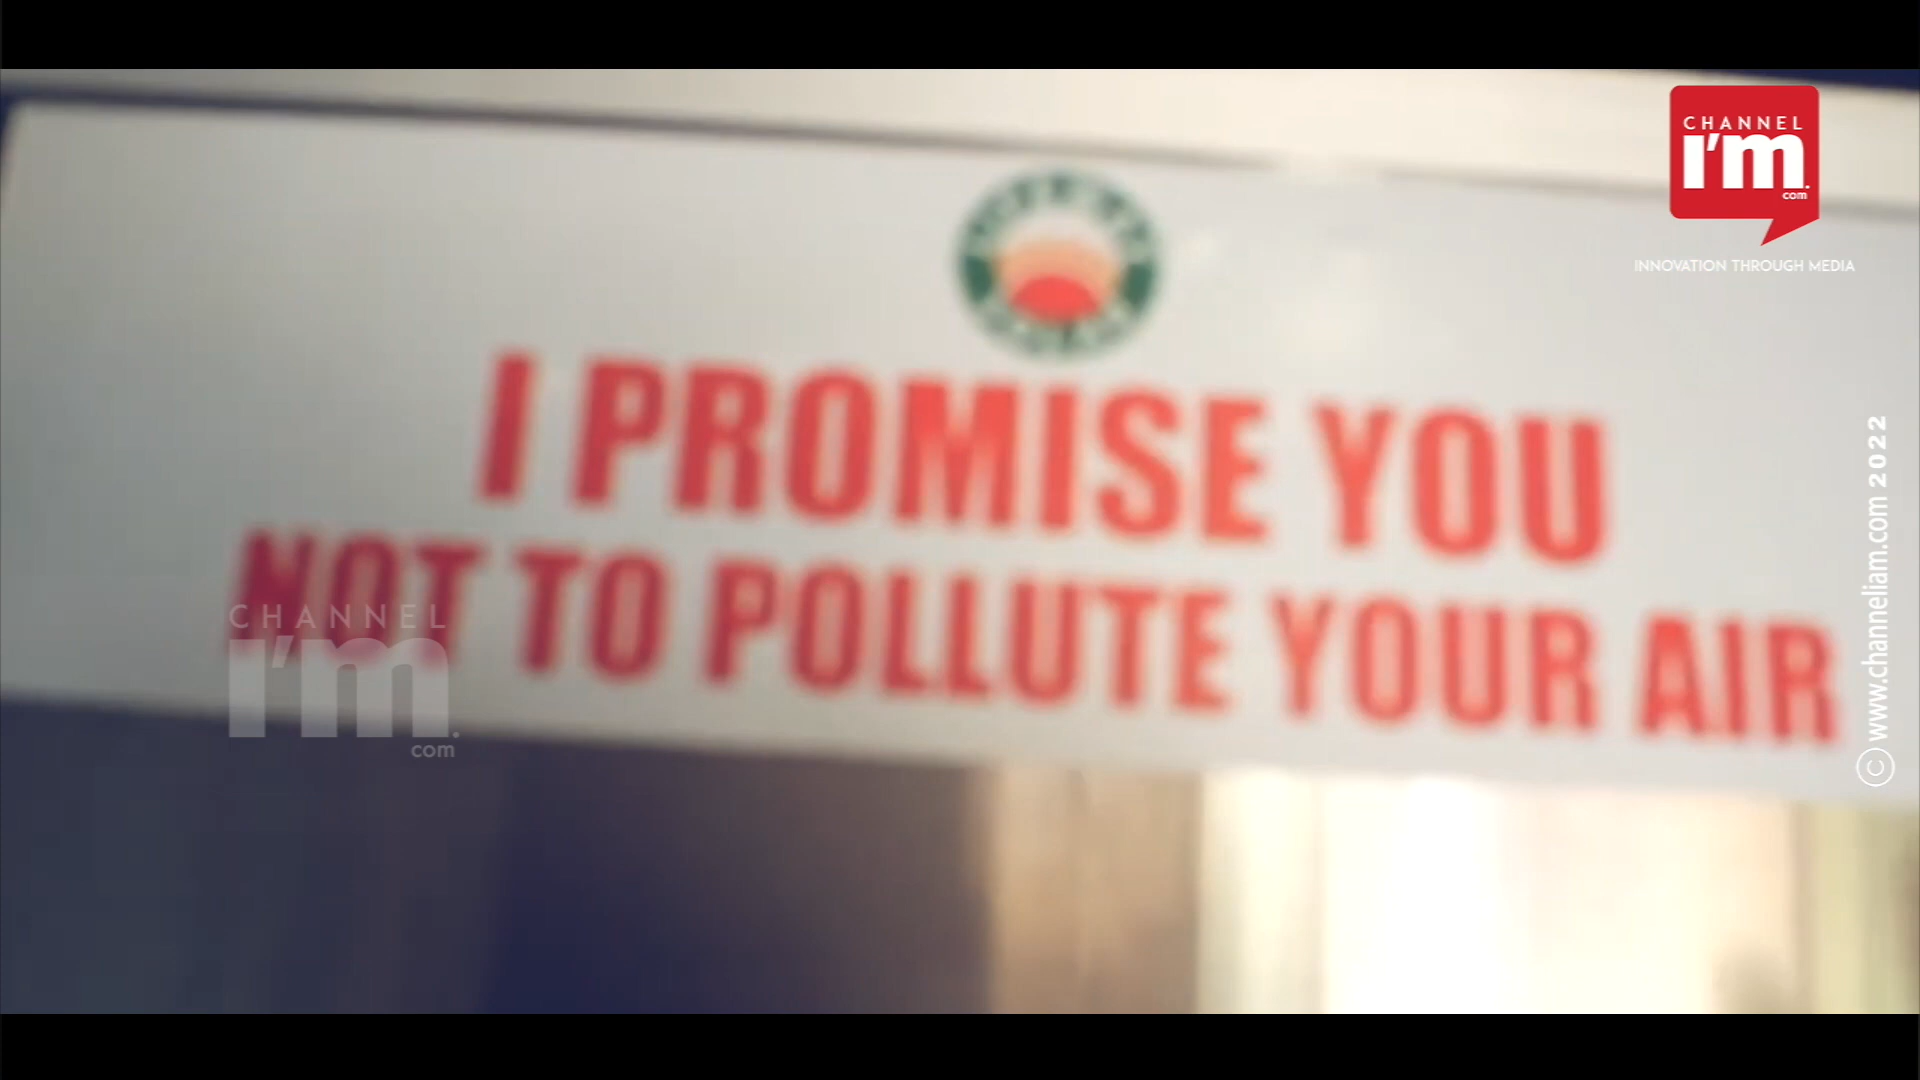 CHANNEL
I'm.
com
INNOVATION THROUGH MEDIA
I PROMISE YOU
NOT TO POLLUTE YOUR AIR
CHANNEL
I'm.
com
© www.channeliam.com 2022